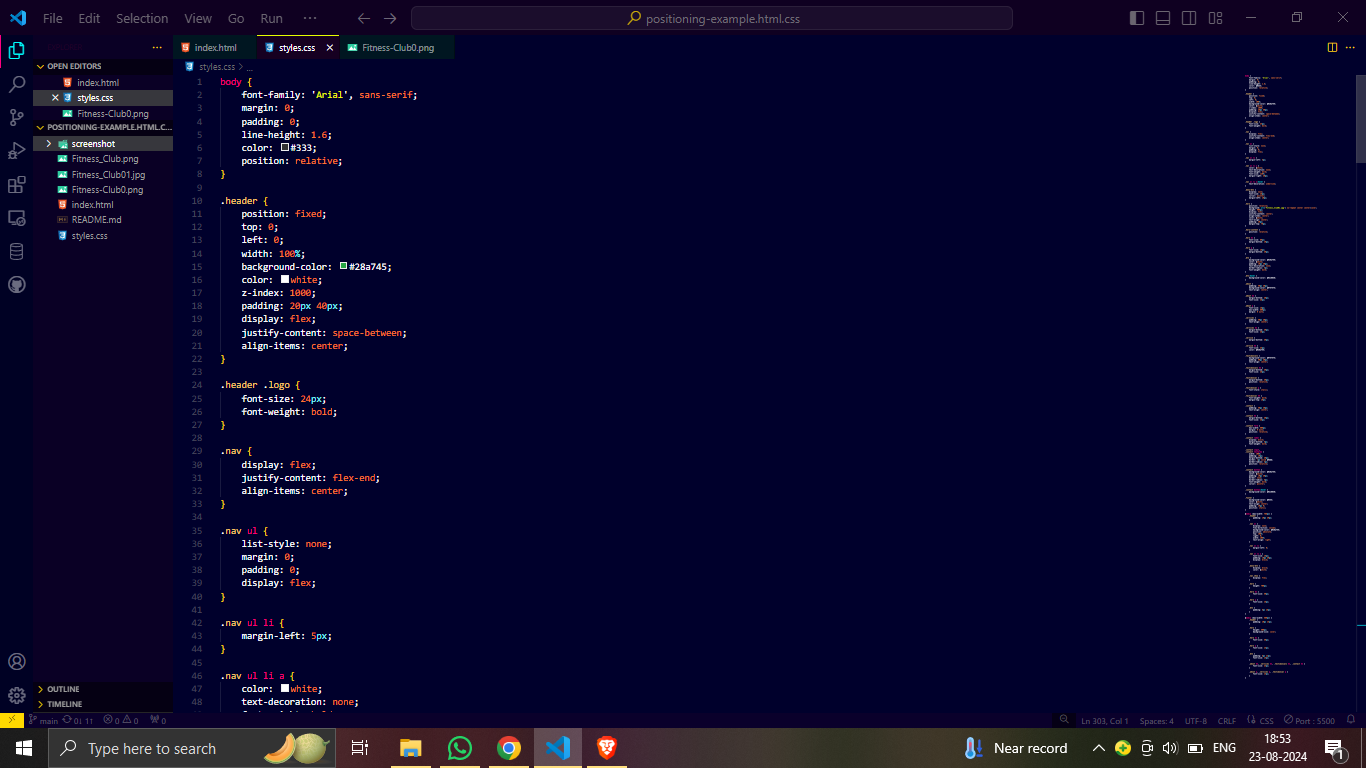 File Edit Selection View Go Run ···
positioning-example.html.css
index.html
styles.css
Fitness-Club0.png
OPEN EDITORS
index.html
styles.css
Fitness-Club0.png
POSITIONING-EXAMPLE.HTML.C...
screenshot
Fitness_Club.png
Fitness_Club01.jpg
Fitness-Club0.png
index.html
README.md
styles.css
OUTLINE
TIMELINE
styles.css > ...
1 body {
2 font-family: 'Arial', sans-serif;
3 margin: 0;
4 padding: 0;
5 line-height: 1.6;
6 color: #333;
7 position: relative;
8 }
9
10 .header {
11 position: fixed;
12 top: 0;
13 left: 0;
14 width: 100%;
15 background-color: #28a745;
16 color: white;
17 z-index: 1000;
18 padding: 20px 40px;
19 display: flex;
20 justify-content: space-between;
21 align-items: center;
22 }
23
24 .header .logo {
25 font-size: 24px;
26 font-weight: bold;
27 }
28
29 .nav {
30 display: flex;
31 justify-content: flex-end;
32 align-items: center;
33 }
34
35 .nav ul {
36 list-style: none;
37 margin: 0;
38 padding: 0;
39 display: flex;
40 }
41
42 .nav ul li {
43 margin-left: 5px;
44 }
45
46 .nav ul li a {
47 color: white;
48 text-decoration: none;
main 0↓ 1↑ 0 0 0
Ln 303, Col 1 Spaces: 4 UTF-8 CRLF CSS Port : 5500
Type here to search
Near record
ENG
18:53
23-08-2024
1